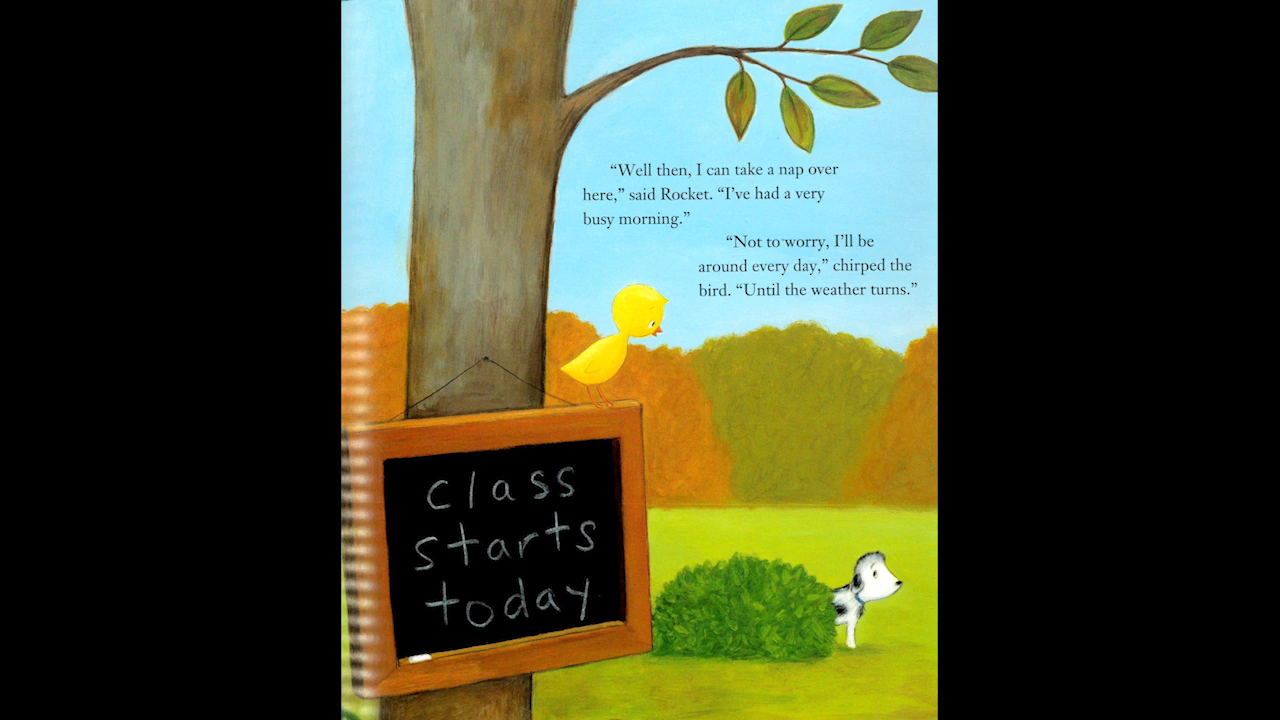 “Well then, I can take a nap over
here,” said Rocket. “I’ve had a very
busy morning.”
“Not to worry, I’ll be
around every day,” chirped the
bird. “Until the weather turns.”
class
starts
today